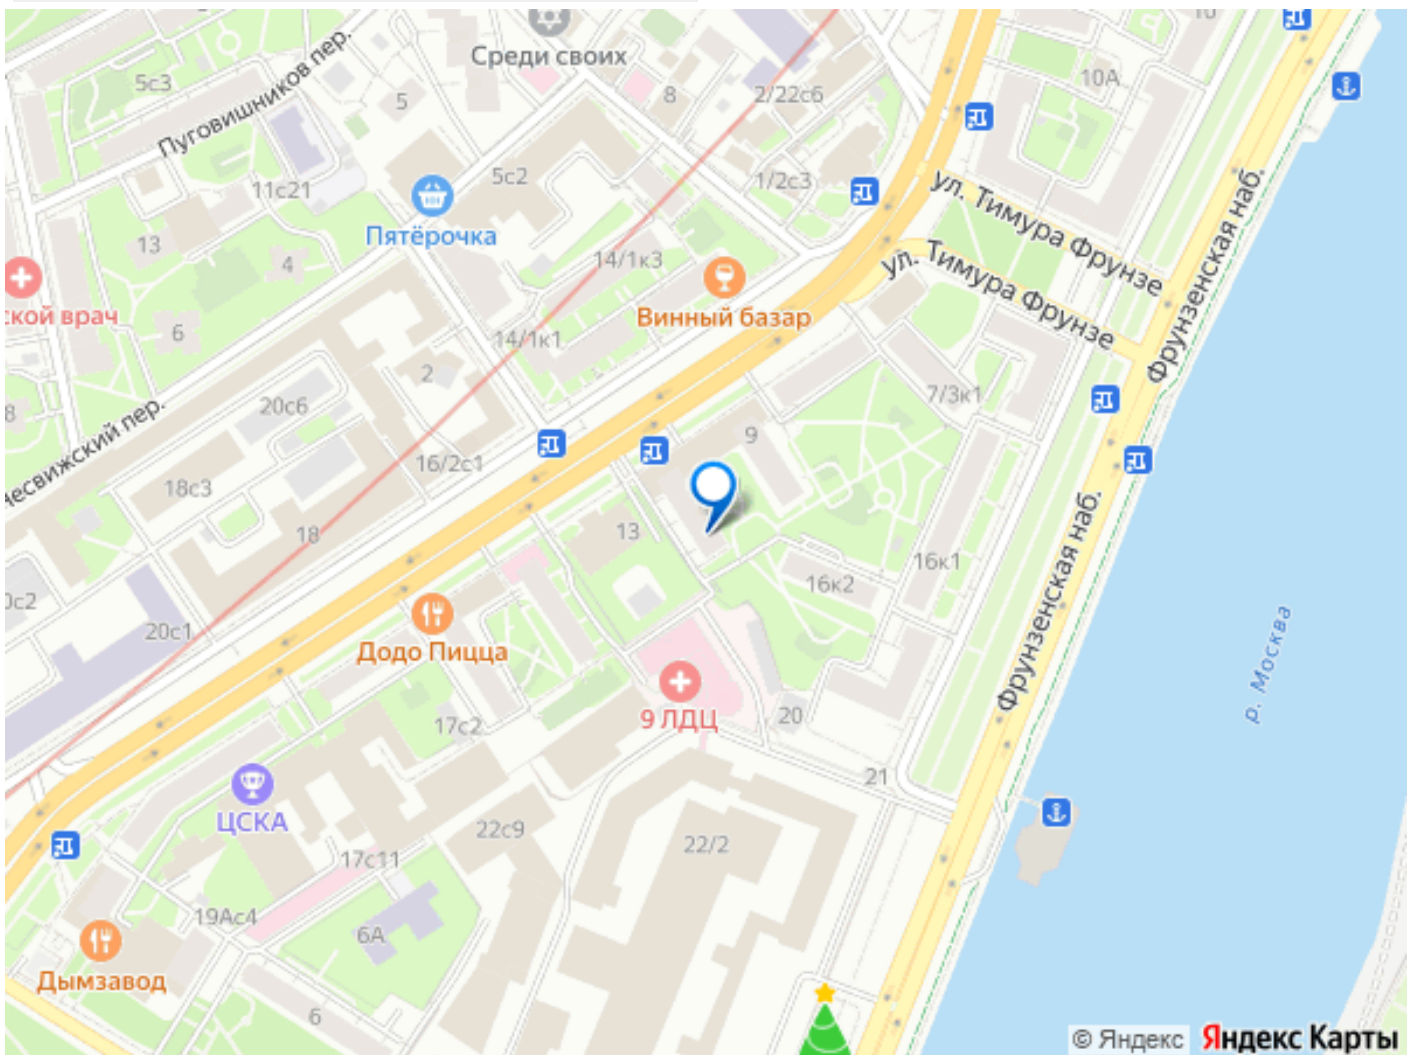 10
Среди своих
10А
5с3
5
8
2/22с6
Пуговишников пер.
5с2
11с21
1/2с3
ул. Тимура Фрунзе
Фрунзенская наб.
Пятёрочка
13
4
14/1к3
ул. Тимура Фрунзе
ской врач
Винный базар
6
14/1к1
2
7/3к1
8
20с6
9
16/2с1
18с3
18
13
16к1
16к2
Фрунзенская наб.
20с1
Додо Пицца
р. Москва
9 ЛДЦ
20
17с2
21
ЦСКА
22с9
22/2
17с11
19Ас4
6А
Дымзавод
6
© Яндекс Яндекс Карты